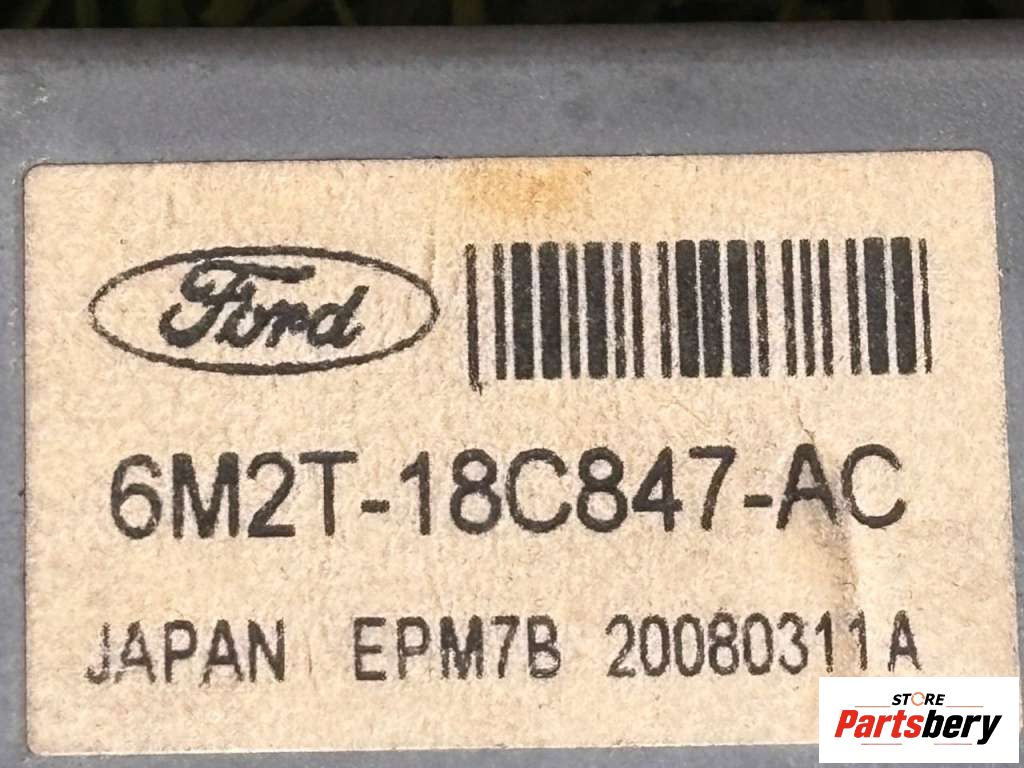 Ford
6M2T-18C847-AC
JAPAN EPM7B 20080311A
STORE
Partsbery